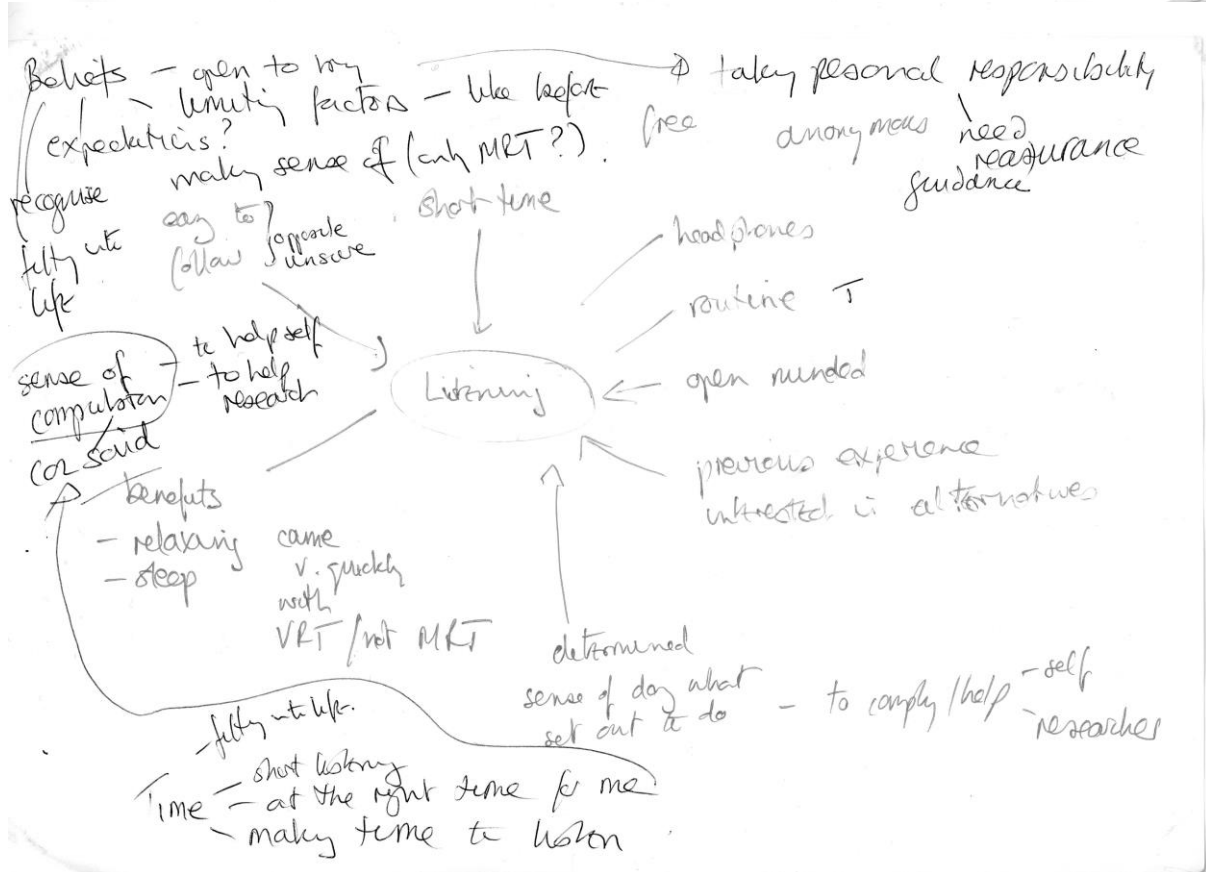 Beliefs – open to try
– limiting factors – like before
expectations?
making sense of (only MRT?).
recognise
fitting into
life
easy to
follow
opposite
unsure
short time
taking personal responsibility
free
anonymous
need
reassurance
guidance
headphones
routine T
open minded
previous experience
interested in alternatives
Listening
sense of
compulsion
– to help self
– to help
research
coz said
benefits
– relaxing
– sleep
came
v. quickly
with
VRT / not MRT
determined
sense of doing what
set out to do
– to comply / help
– self
– researcher
– fitting into life.
Time
– short listening
– at the right time for me
– making time to listen